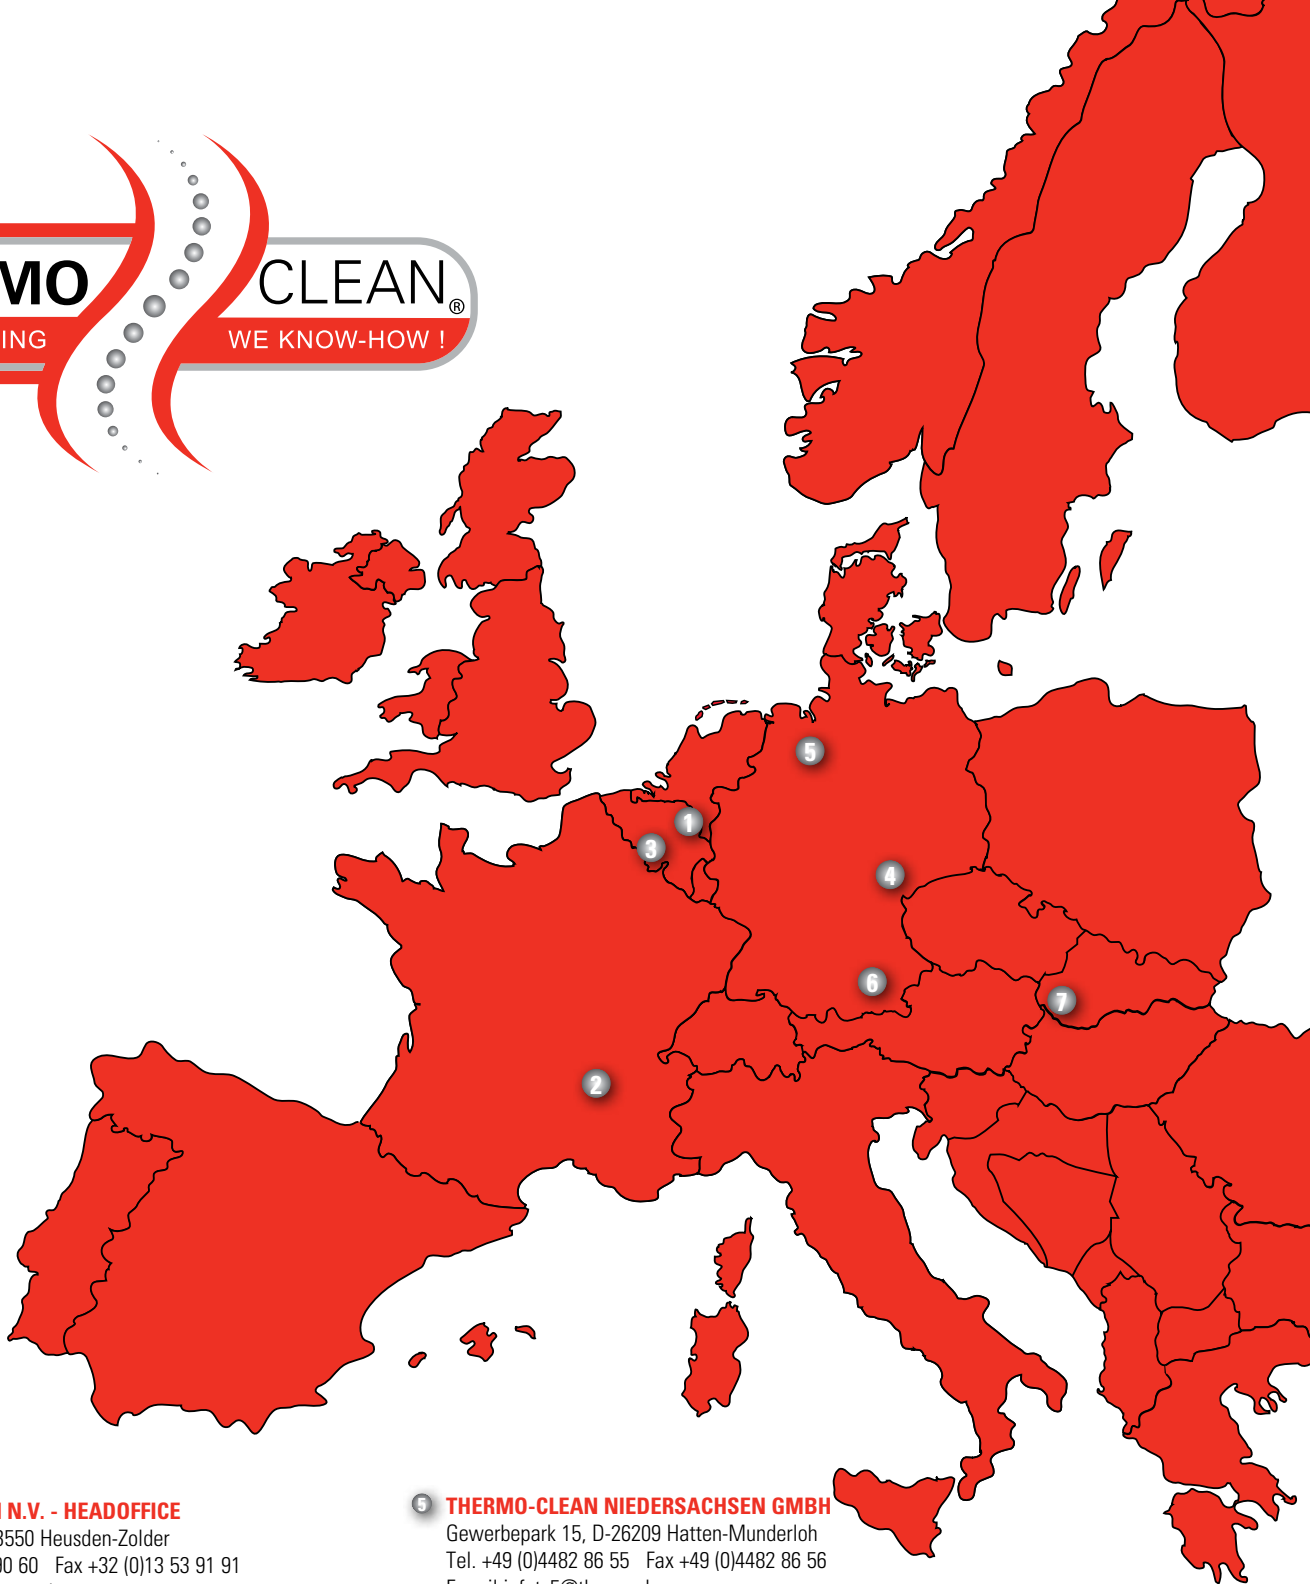 MO CLEAN®
ING WE KNOW-HOW !
5
1
3
4
6
7
2
N.V. - HEADOFFICE
3550 Heusden-Zolder
90 60 Fax +32 (0)13 53 91 91
5 THERMO-CLEAN NIEDERSACHSEN GMBH
Gewerbepark 15, D-26209 Hatten-Munderloh
Tel. +49 (0)4482 86 55 Fax +49 (0)4482 86 56